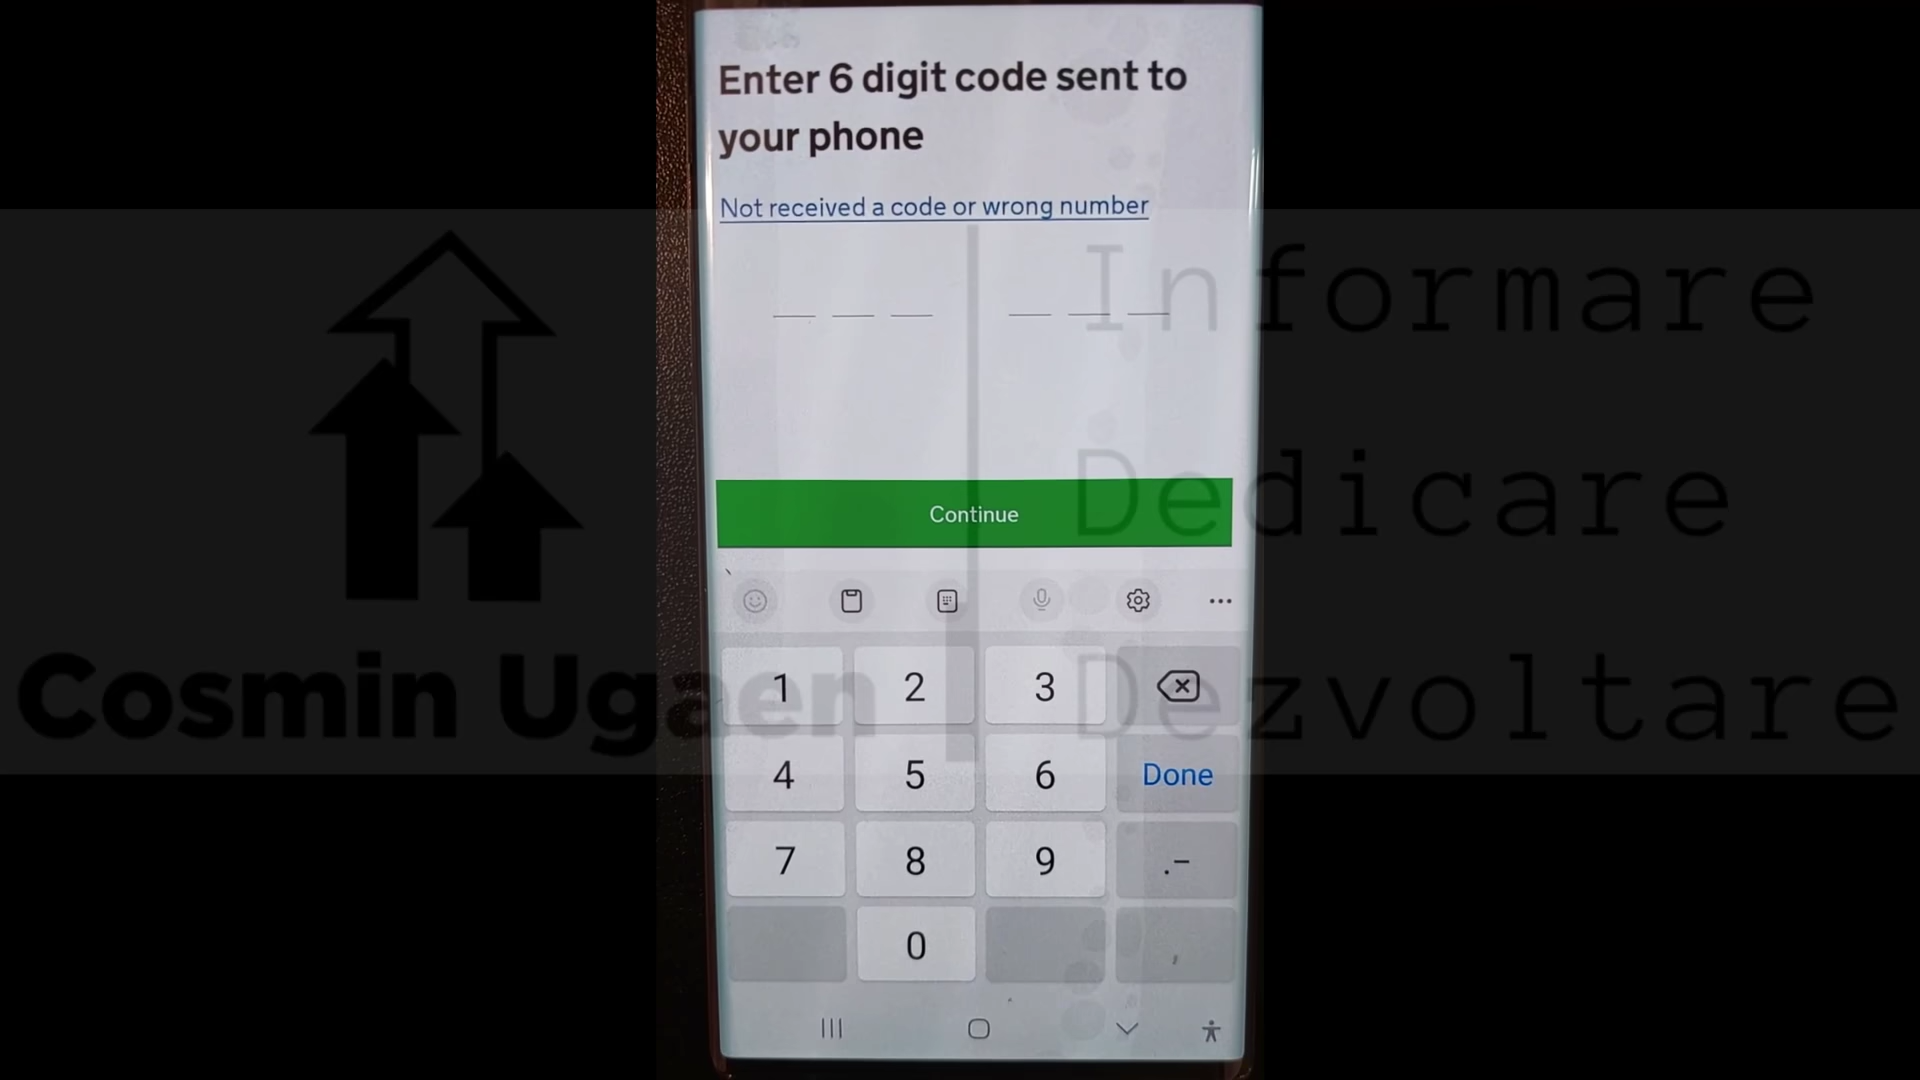 Enter 6 digit code sent to
your phone
Not received a code or wrong number
Continue
1 2 3
4 5 6 Done
7 8 9 .-
0 ,
Cosmin Ugaen
Informare
Dedicare
Dezvoltare